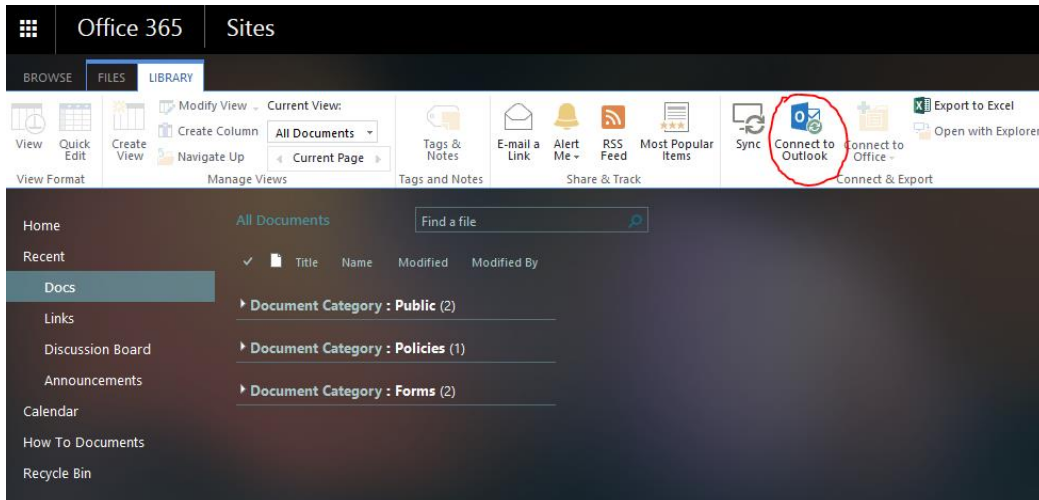 Office 365 Sites
BROWSE FILES LIBRARY
View
Quick Edit
View Format
Create View
Modify View
Create Column
Navigate Up
Current View:
All Documents
Current Page
Manage Views
Tags & Notes
Tags and Notes
E-mail a Link
Alert Me
RSS Feed
Most Popular Items
Share & Track
Sync
Connect to Outlook
Connect to Office
Export to Excel
Open with Explorer
Connect & Export
Home
Recent
Docs
Links
Discussion Board
Announcements
Calendar
How To Documents
Recycle Bin
All Documents Find a file
Title Name Modified Modified By
Document Category : Public (2)
Document Category : Policies (1)
Document Category : Forms (2)